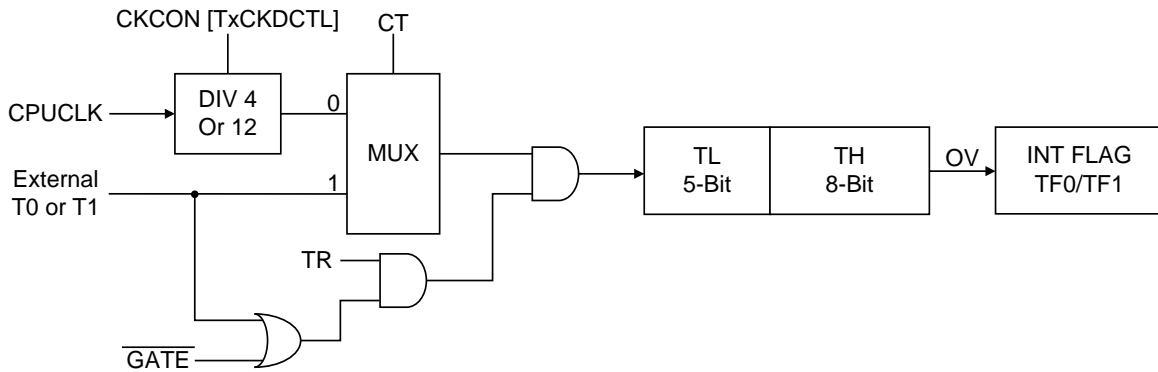 CKCON [TxCKDCTL]
CT
CPUCLK
DIV 4
Or 12
0
MUX
External
T0 or T1
1
TL
5-Bit
TH
8-Bit
OV
INT FLAG
TF0/TF1
TR
GATE